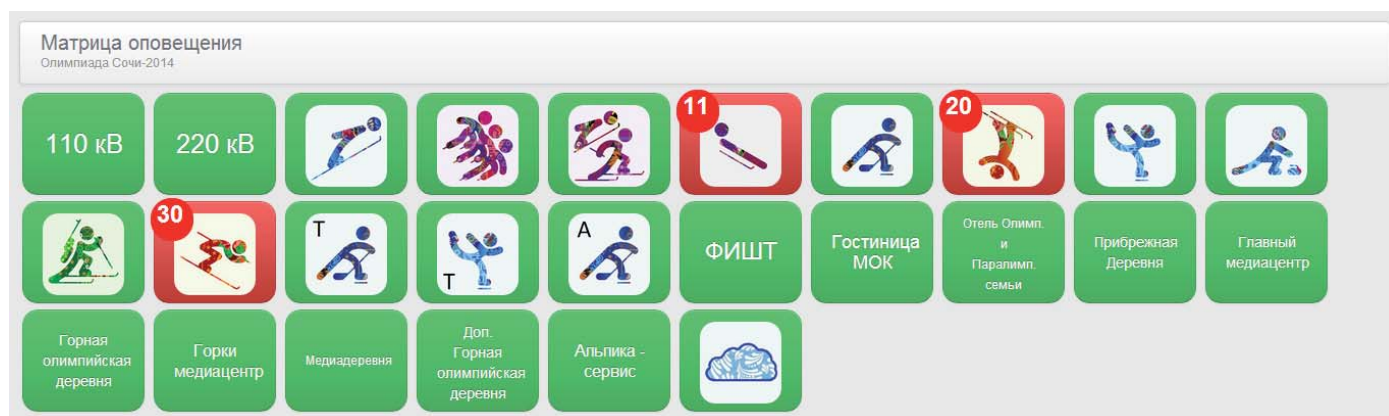 Матрица оповещения
Олимпиада Сочи-2014
110 кВ
220 кВ
11
20
30
Т
Т
А
ФИШТ
Гостиница
МОК
Отель Олимп.
и
Паралимп.
семьи
Прибрежная
Деревня
Главный
медиацентр
Горная
олимпийская
деревня
Горки
медиацентр
Медиадеревня
Доп.
Горная
олимпийская
деревня
Альпика -
сервис